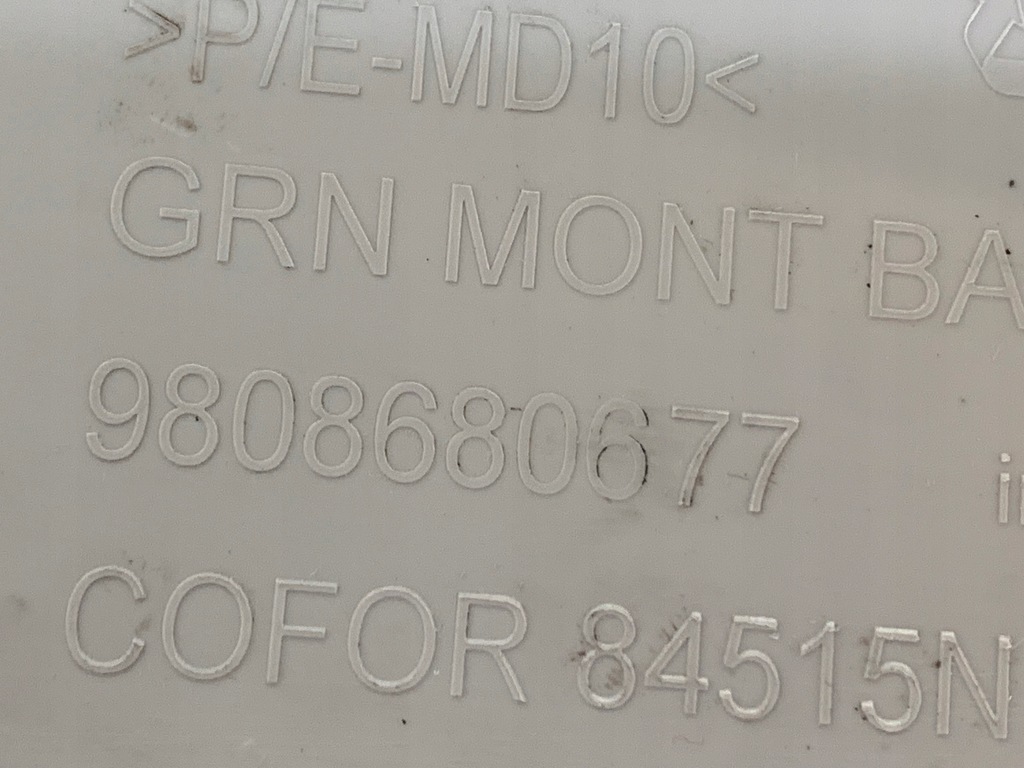 >P/E-MD10<
GRN MONT BA
9808680677
COFOR 84515N